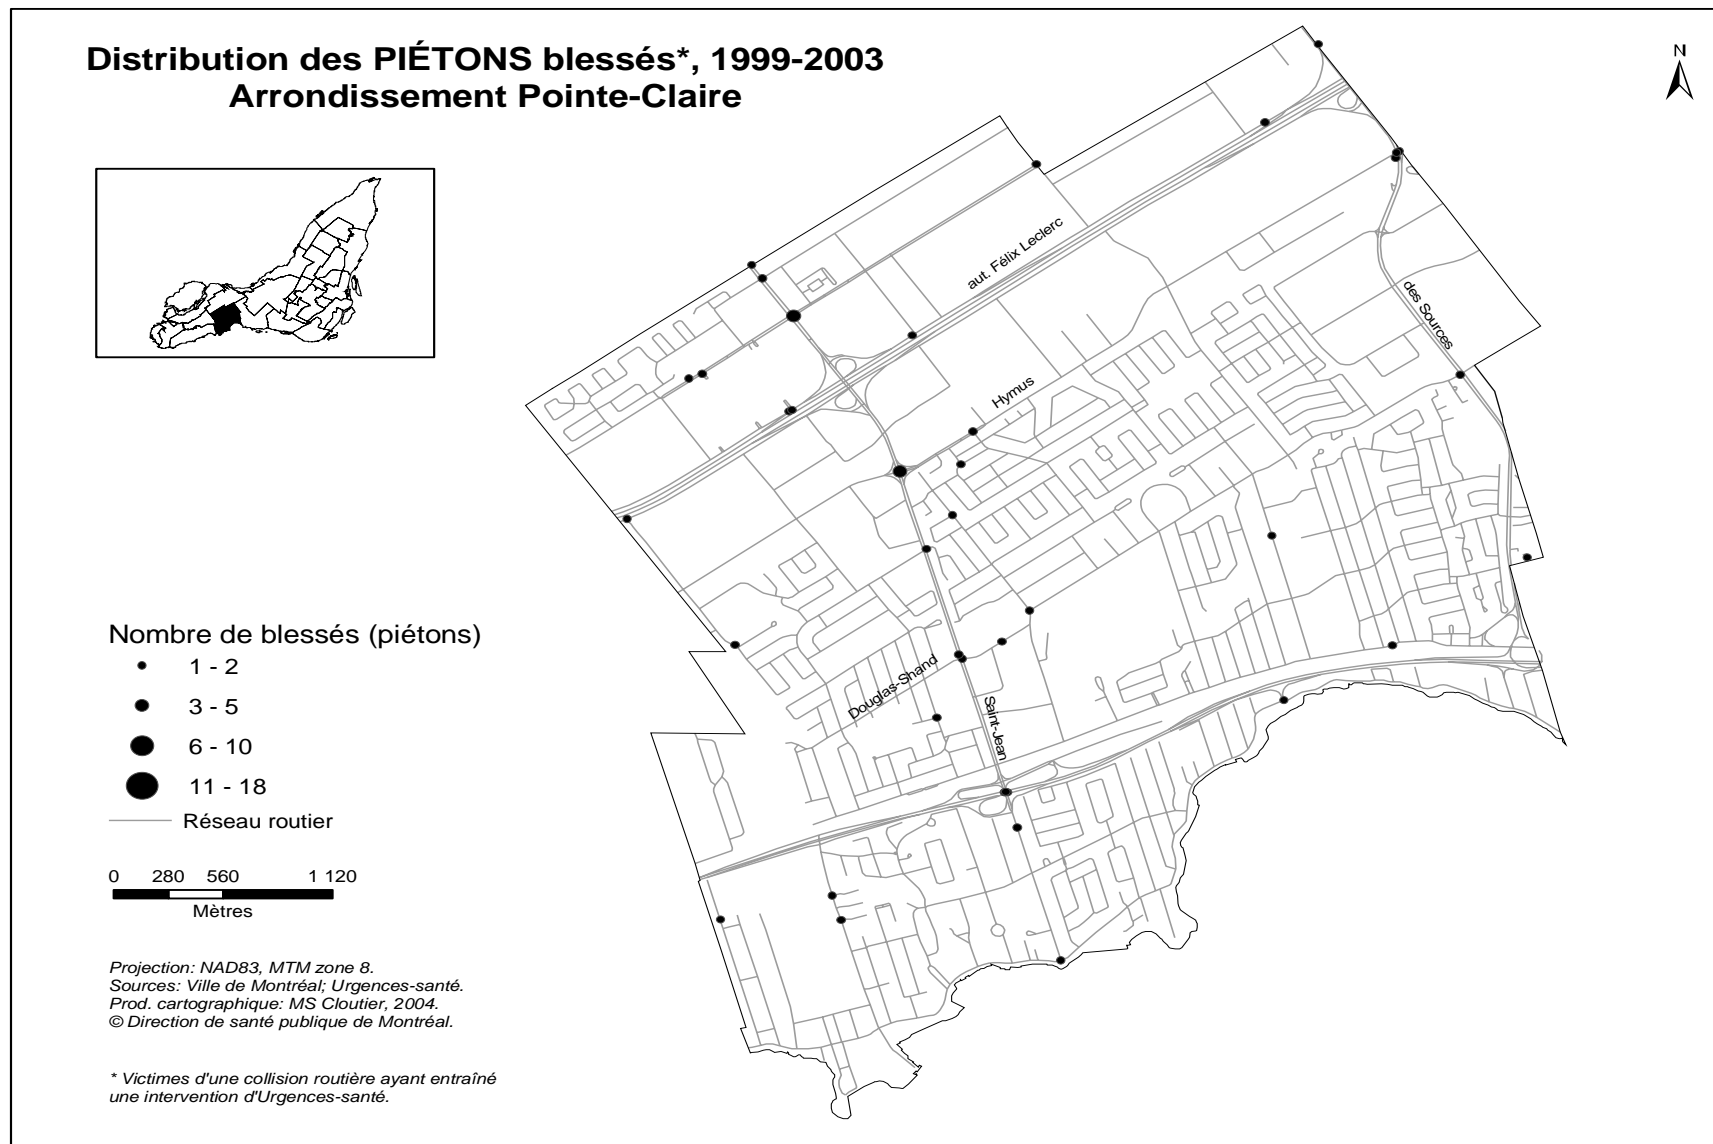 Distribution des PIÉTONS blessés*, 1999-2003
Arrondissement Pointe-Claire
N
aut. Félix Leclerc
des Sources
Hymus
Douglas-Shand
Saint-Jean
Nombre de blessés (piétons)
1 - 2
3 - 5
6 - 10
11 - 18
Réseau routier
0 280 560 1 120
Mètres
Projection: NAD83, MTM zone 8.
Sources: Ville de Montréal; Urgences-santé.
Prod. cartographique: MS Cloutier, 2004.
© Direction de santé publique de Montréal.
* Victimes d'une collision routière ayant entraîné
une intervention d'Urgences-santé.